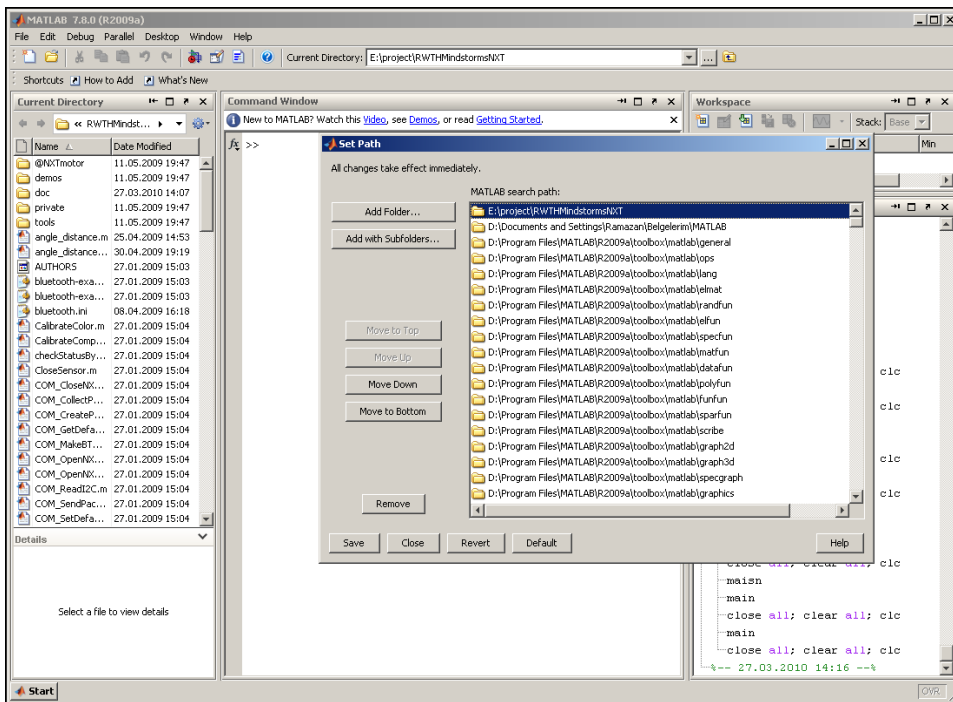 MATLAB 7.8.0 (R2009a)
File Edit Debug Parallel Desktop Window Help
Current Directory: E:\project\RWTHMindstormsNXT
Shortcuts How to Add What's New
Current Directory
« RWTHMindst...
Name Date Modified
@NXTmotor 11.05.2009 19:47
demos 11.05.2009 19:47
doc 27.03.2010 14:07
private 11.05.2009 19:47
tools 11.05.2009 19:47
angle_distance.m 25.04.2009 14:53
angle_distance... 30.04.2009 19:19
AUTHORS 27.01.2009 15:03
bluetooth-exa... 27.01.2009 15:03
bluetooth-exa... 27.01.2009 15:03
bluetooth.ini 08.04.2009 16:18
CalibrateColor.m 27.01.2009 15:04
CalibrateComp... 27.01.2009 15:04
checkStatusBy... 27.01.2009 15:04
CloseSensor.m 27.01.2009 15:04
COM_CloseNX... 27.01.2009 15:04
COM_CollectP... 27.01.2009 15:04
COM_CreateP... 27.01.2009 15:04
COM_GetDefa... 27.01.2009 15:04
COM_MakeBT... 27.01.2009 15:04
COM_OpenNX... 27.01.2009 15:04
COM_OpenNX... 27.01.2009 15:04
COM_ReadI2C.m 27.01.2009 15:04
COM_SendPac... 27.01.2009 15:04
COM_SetDefa... 27.01.2009 15:04
Details
Select a file to view details
Start
Command Window
New to MATLAB? Watch this Video, see Demos, or read Getting Started.
fx >>
Set Path
All changes take effect immediately.
MATLAB search path:
Add Folder...
Add with Subfolders...
Move to Top
Move Up
Move Down
Move to Bottom
Remove
E:\project\RWTHMindstormsNXT
D:\Documents and Settings\Ramazan\Belgelerim\MATLAB
D:\Program Files\MATLAB\R2009a\toolbox\matlab\general
D:\Program Files\MATLAB\R2009a\toolbox\matlab\ops
D:\Program Files\MATLAB\R2009a\toolbox\matlab\lang
D:\Program Files\MATLAB\R2009a\toolbox\matlab\elmat
D:\Program Files\MATLAB\R2009a\toolbox\matlab\randfun
D:\Program Files\MATLAB\R2009a\toolbox\matlab\elfun
D:\Program Files\MATLAB\R2009a\toolbox\matlab\specfun
D:\Program Files\MATLAB\R2009a\toolbox\matlab\matfun
D:\Program Files\MATLAB\R2009a\toolbox\matlab\datafun
D:\Program Files\MATLAB\R2009a\toolbox\matlab\polyfun
D:\Program Files\MATLAB\R2009a\toolbox\matlab\funfun
D:\Program Files\MATLAB\R2009a\toolbox\matlab\sparfun
D:\Program Files\MATLAB\R2009a\toolbox\matlab\scribe
D:\Program Files\MATLAB\R2009a\toolbox\matlab\graph2d
D:\Program Files\MATLAB\R2009a\toolbox\matlab\graph3d
D:\Program Files\MATLAB\R2009a\toolbox\matlab\specgraph
D:\Program Files\MATLAB\R2009a\toolbox\matlab\graphics
Save Close Revert Default Help
Workspace
Stack: Base
Min
clc
clc
clc
clc
close all; clear all; clc
maisn
main
close all; clear all; clc
main
close all; clear all; clc
%-- 27.03.2010 14:16 --%
OVR